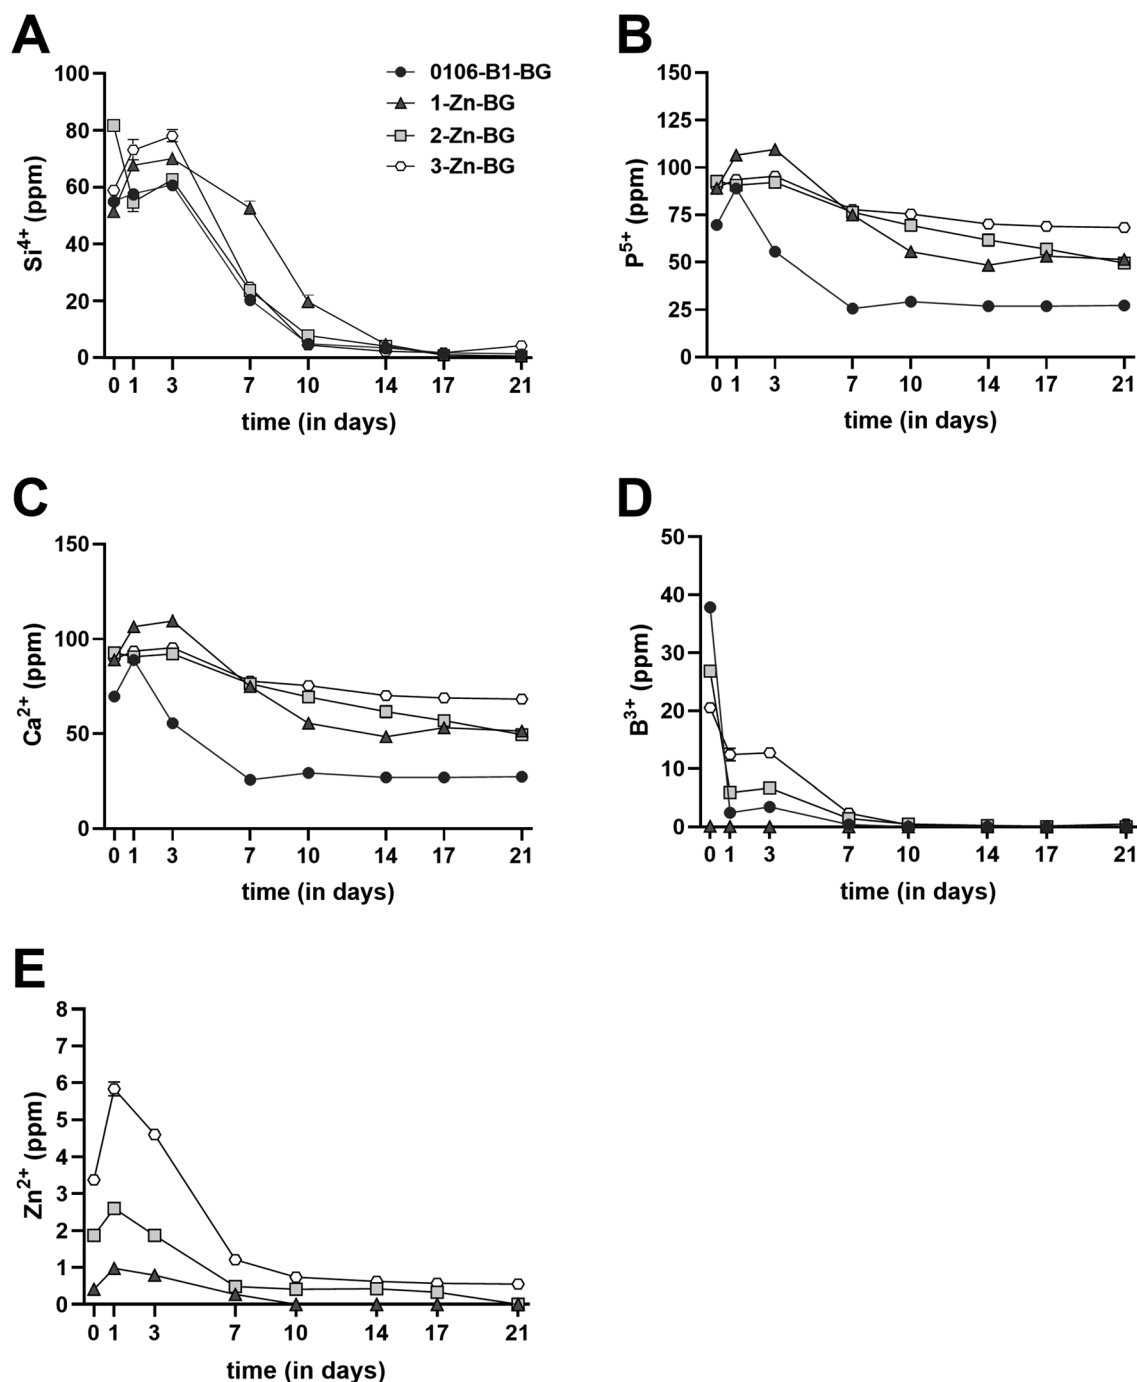 A
Si⁴⁺ (ppm)
100
80
60
40
20
0
0 1 3 7 10 14 17 21
time (in days)
0106-B1-BG
1-Zn-BG
2-Zn-BG
3-Zn-BG
B
P⁵⁺ (ppm)
150
125
100
75
50
25
0
0 1 3 7 10 14 17 21
time (in days)
C
Ca²⁺ (ppm)
150
100
50
0
0 1 3 7 10 14 17 21
time (in days)
D
B³⁺ (ppm)
50
40
30
20
10
0
0 1 3 7 10 14 17 21
time (in days)
E
Zn²⁺ (ppm)
8
7
6
5
4
3
2
1
0
0 1 3 7 10 14 17 21
time (in days)